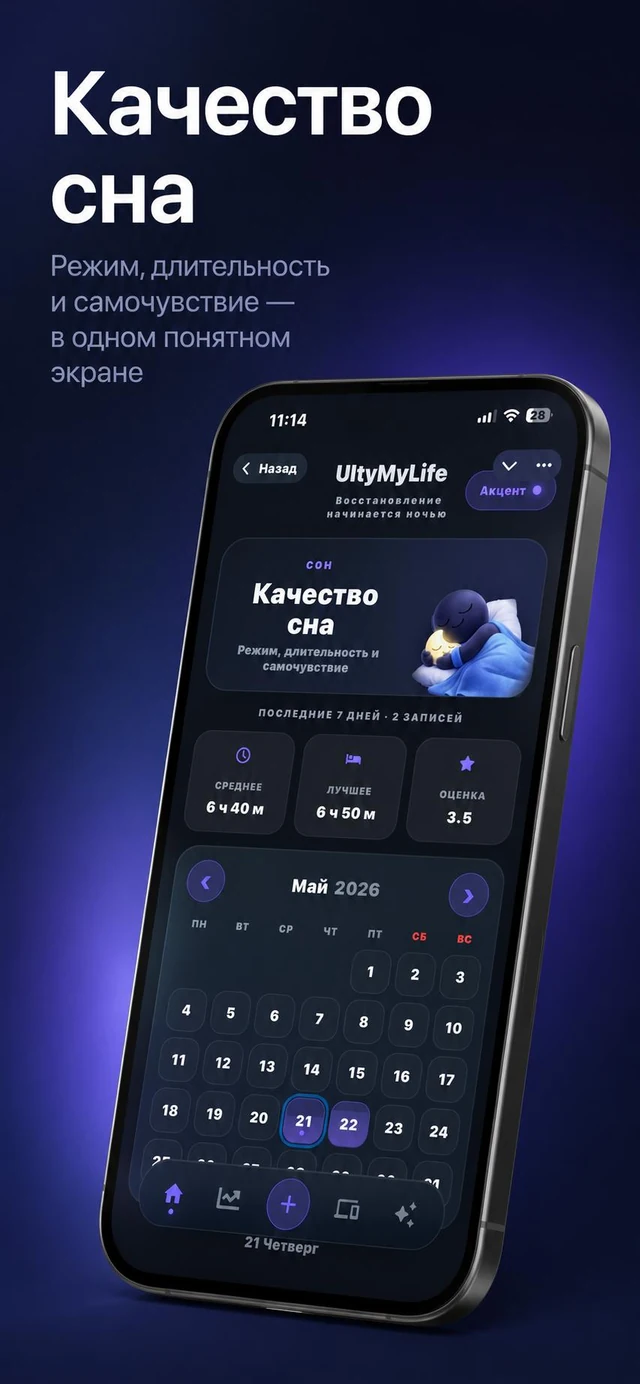 Качество
сна
Режим, длительность
и самочувствие —
в одном понятном
экране
11:14
28
Назад
UltyMyLife
Восстановление
начинается ночью
Акцент
СОН
Качество
сна
Режим, длительность и
самочувствие
ПОСЛЕДНИЕ 7 ДНЕЙ · 2 ЗАПИСЕЙ
СРЕДНЕЕ
6 ч 40 м
ЛУЧШЕЕ
6 ч 50 м
ОЦЕНКА
3.5
Май 2026
ПН ВТ СР ЧТ ПТ СБ ВС
1 2 3
4 5 6 7 8 9 10
11 12 13 14 15 16 17
18 19 20 21 22 23 24
21 Четверг